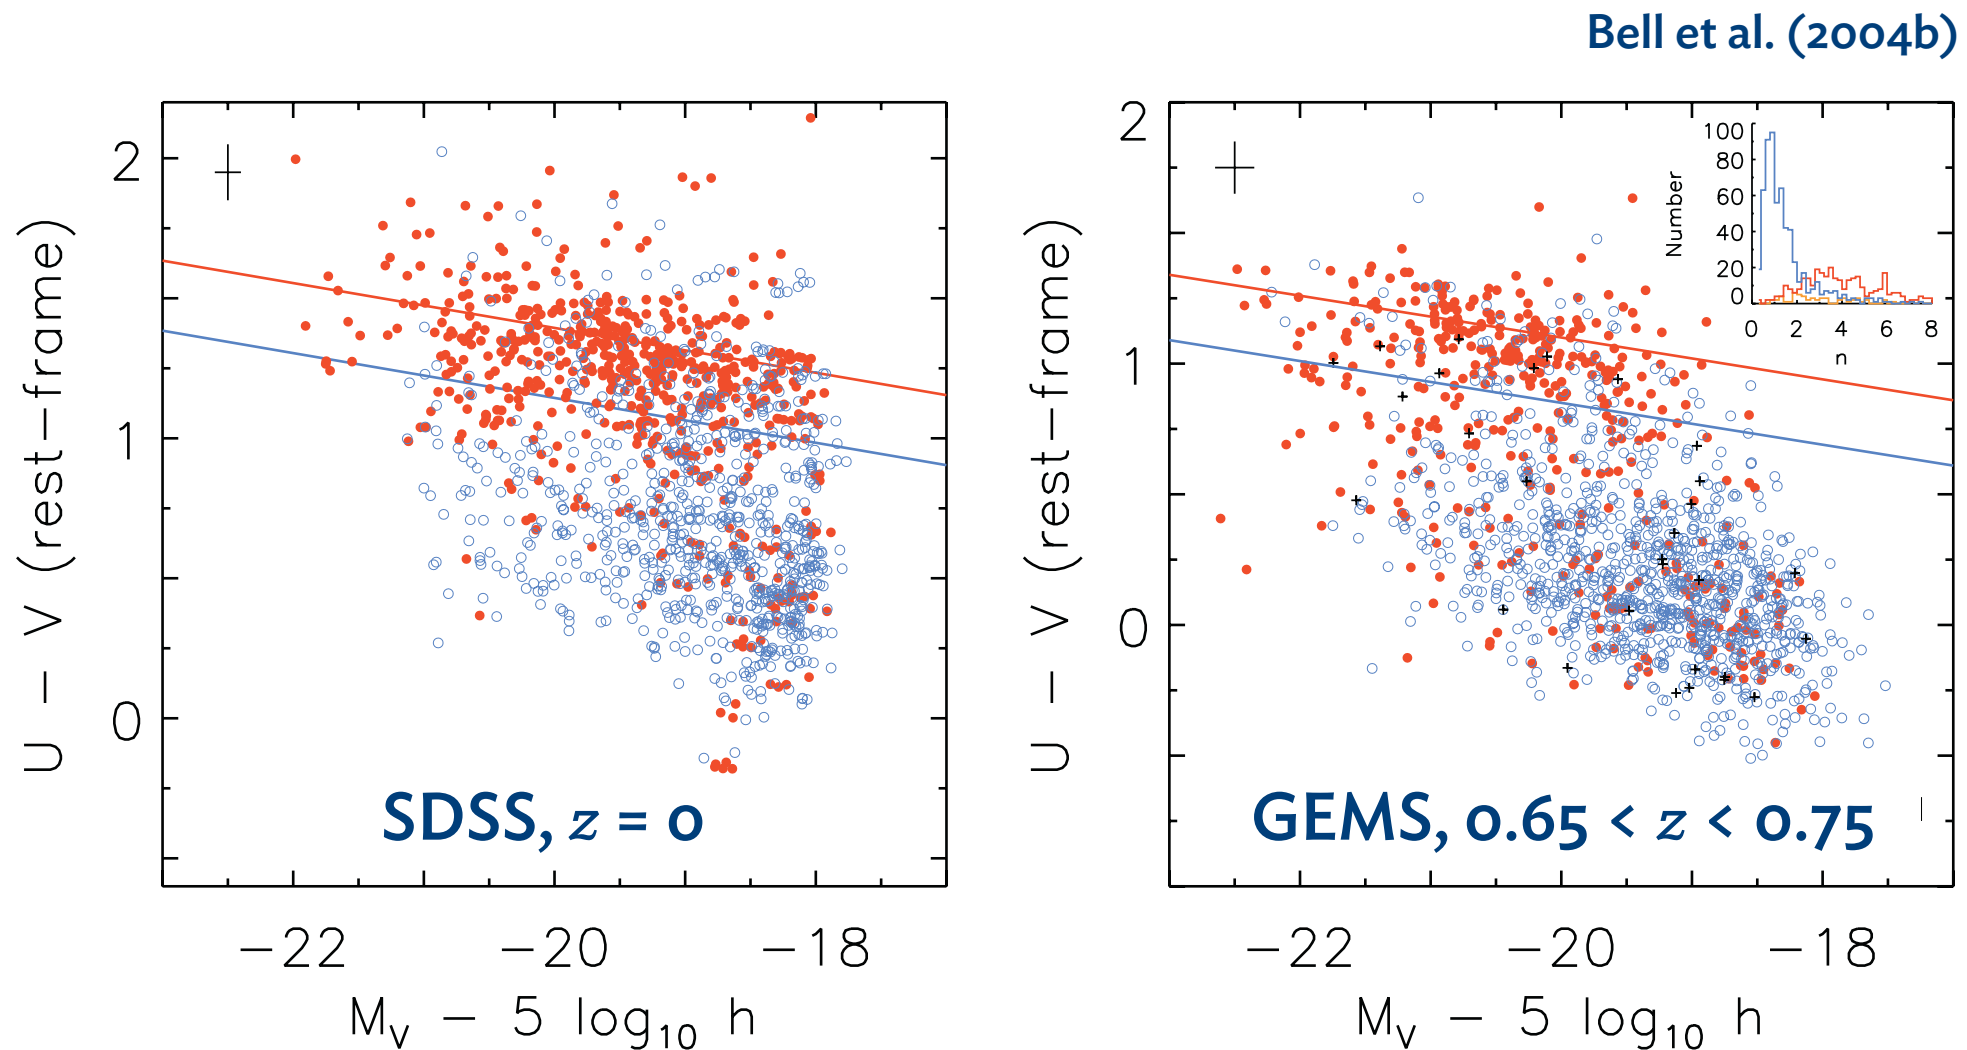 Bell et al. (2004b)
2
1
0
U − V (rest−frame)
SDSS, z = 0
−22 −20 −18
M_V − 5 log_10 h
2
1
0
U − V (rest−frame)
100
80
60
40
20
0
Number
0 2 4 6 8
n
GEMS, 0.65 < z < 0.75
−22 −20 −18
M_V − 5 log_10 h